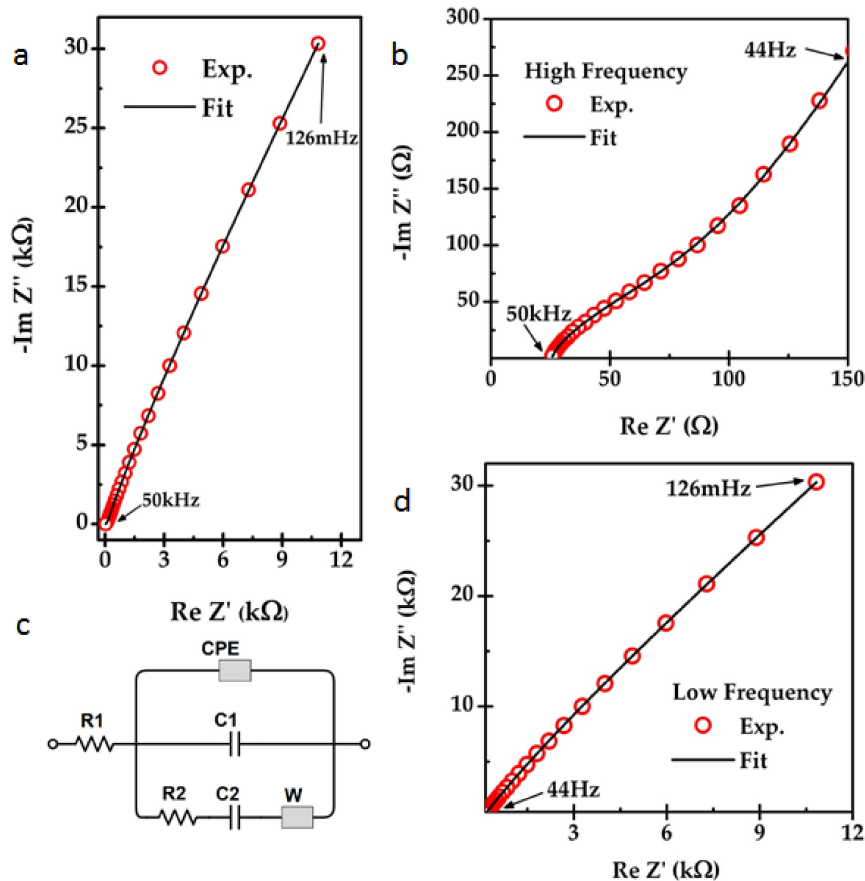 a
30
25
20
15
10
5
0
Exp.
Fit
126mHz
50kHz
0 3 6 9 12
-Im Z'' (kΩ)
Re Z' (kΩ)
b
300
250
200
150
100
50
0 50 100 150
High Frequency
Exp.
Fit
44Hz
50kHz
-Im Z'' (Ω)
Re Z' (Ω)
c
CPE
R1
C1
R2 C2 W
d
30
20
10
3 6 9 12
126mHz
Low Frequency
Exp.
Fit
44Hz
-Im Z'' (kΩ)
Re Z' (kΩ)